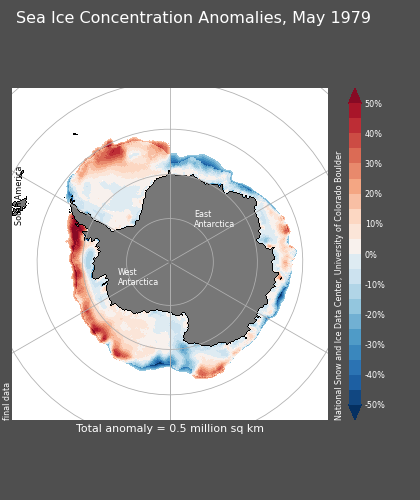 Sea Ice Concentration Anomalies, May 1979
South America
East
Antarctica
West
Antarctica
final data
50%
40%
30%
20%
10%
0%
-10%
-20%
-30%
-40%
-50%
National Snow and Ice Data Center, University of Colorado Boulder
Total anomaly = 0.5 million sq km